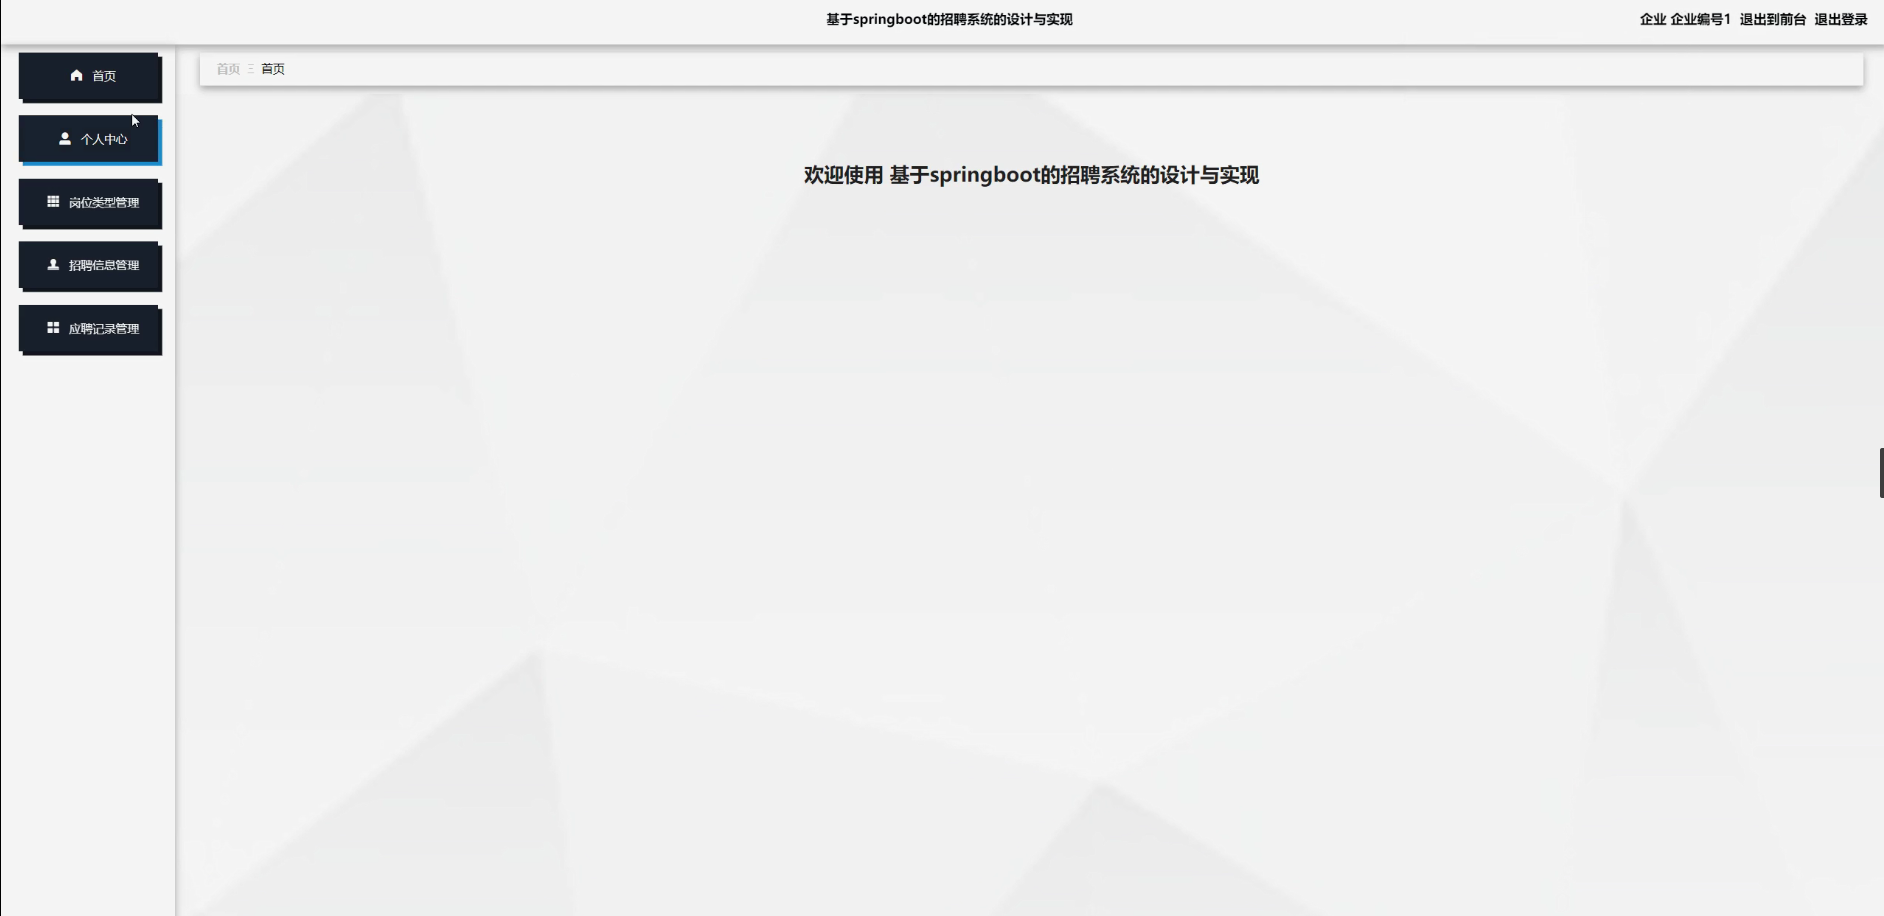 基于springboot的招聘系统的设计与实现
企业 企业编号1 退出到前台 退出登录
首页
个人中心
岗位类型管理
招聘信息管理
应聘记录管理
首页 Ξ 首页
欢迎使用 基于springboot的招聘系统的设计与实现